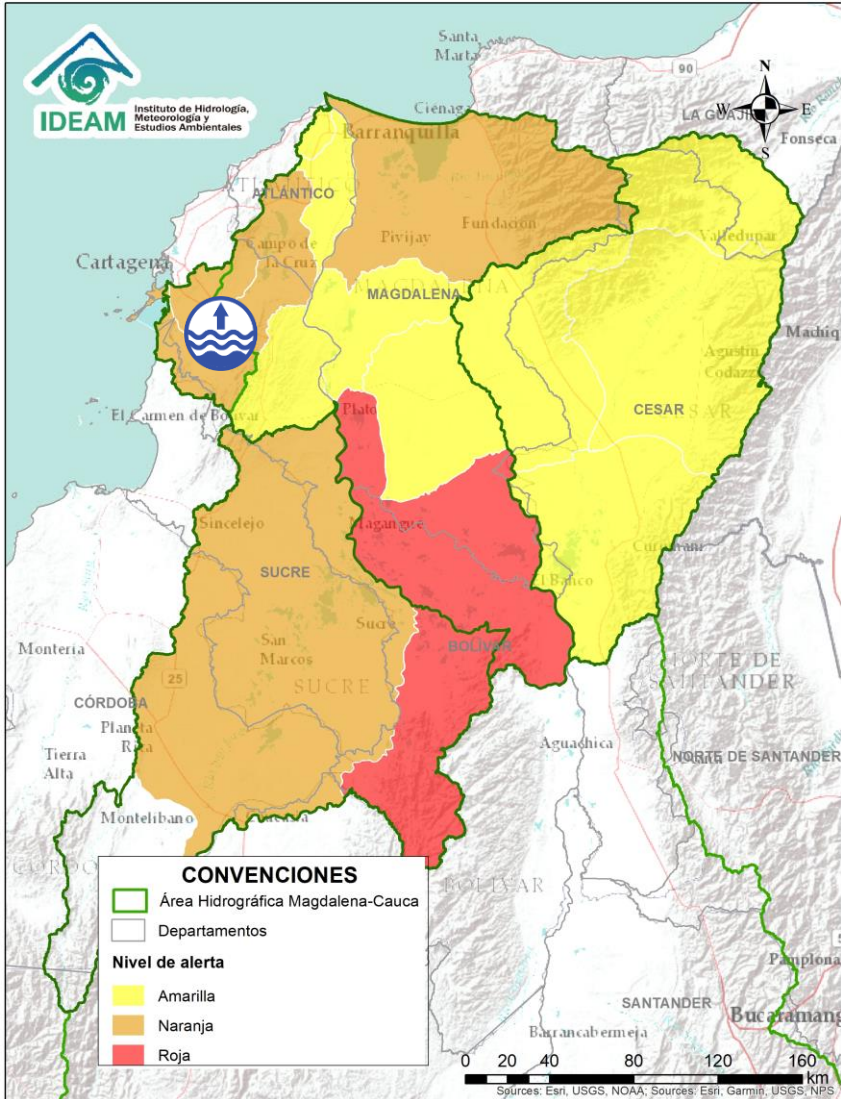 IDEAM
Instituto de Hidrología,
Meteorología y
Estudios Ambientales
Santa
Marta
90
N
W
E
S
LA GUAJIRA
Ciénaga
Fonseca
Barranquilla
ATLÁNTICO
Campo de
la Cruz
Pivijay
Fundación
Valledupar
Cartagena
MAGDALENA
Machiq
Agustín
Codazzi
CESAR
El Carmen de Bolívar
Plato
Sincelejo
Magangué
Curumaní
SUCRE
El Banco
Sucre
San
Marcos
BOLÍVAR
Montería
NORTE DE
SANTANDER
SUCRE
25
CÓRDOBA
Planeta
Rica
Aguachica
NORTE DE SANTANDER
Tierra
Alta
Montelibano
BOLÍVAR
CONVENCIONES
Área Hidrográfica Magdalena-Cauca
Departamentos
Nivel de alerta
Amarilla
Naranja
Roja
Pamplona
SANTANDER
Bucaramang
Barrancabermeja
0 20 40 80 120 160
km
Sources: Esri, USGS, NOAA; Sources: Esri, Garmin, USGS, NPS